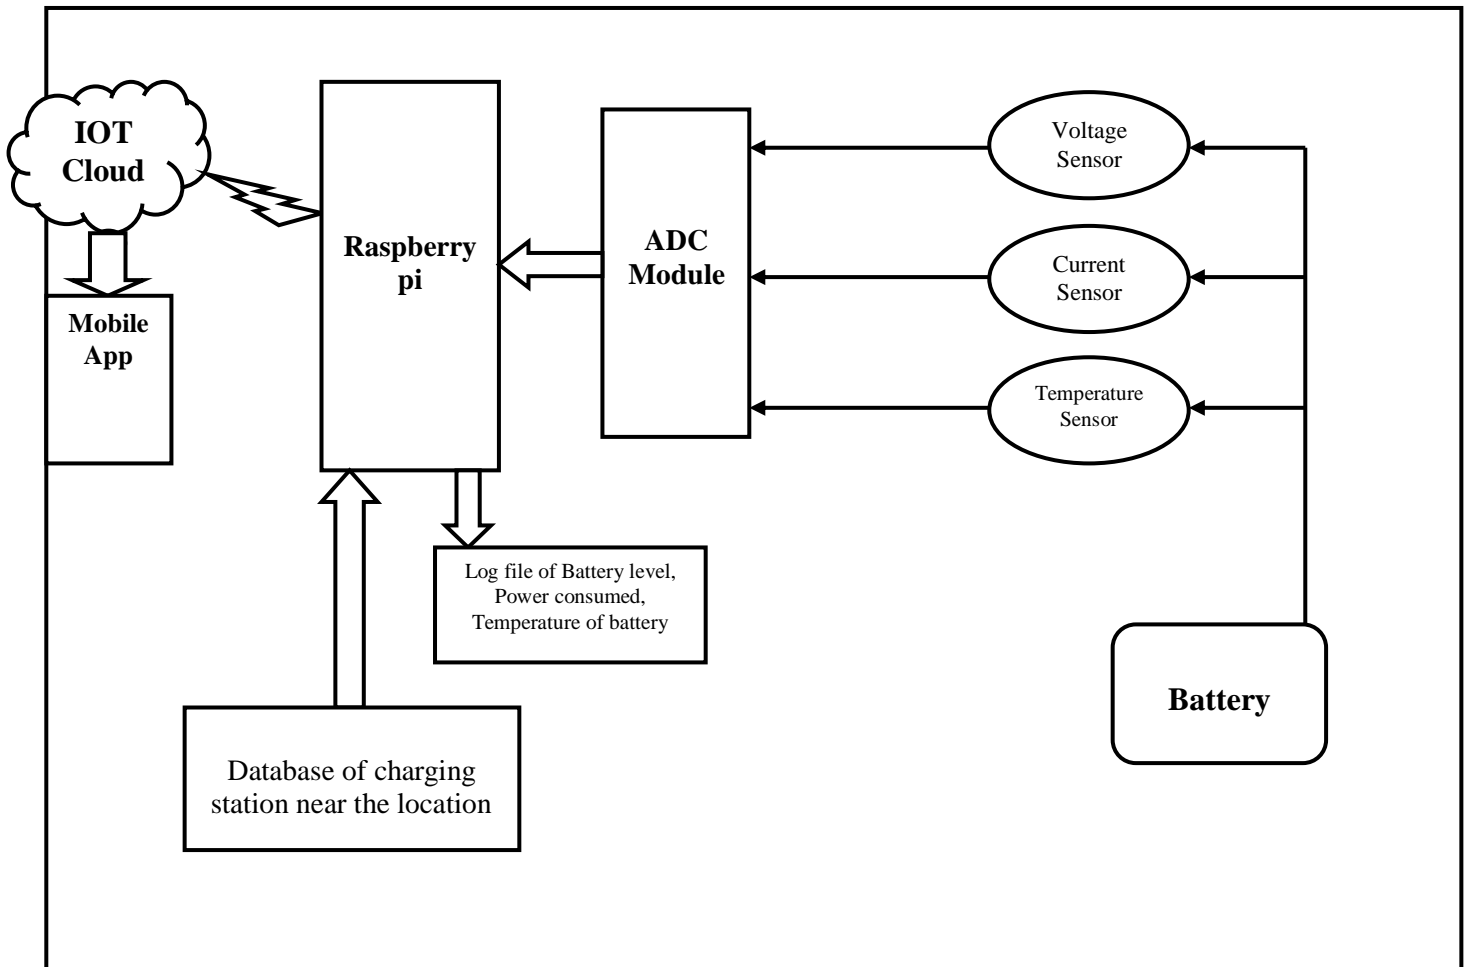 IOT
Cloud
Mobile
App
Raspberry
pi
ADC
Module
Voltage
Sensor
Current
Sensor
Temperature
Sensor
Log file of Battery level,
Power consumed,
Temperature of battery
Battery
Database of charging
station near the location